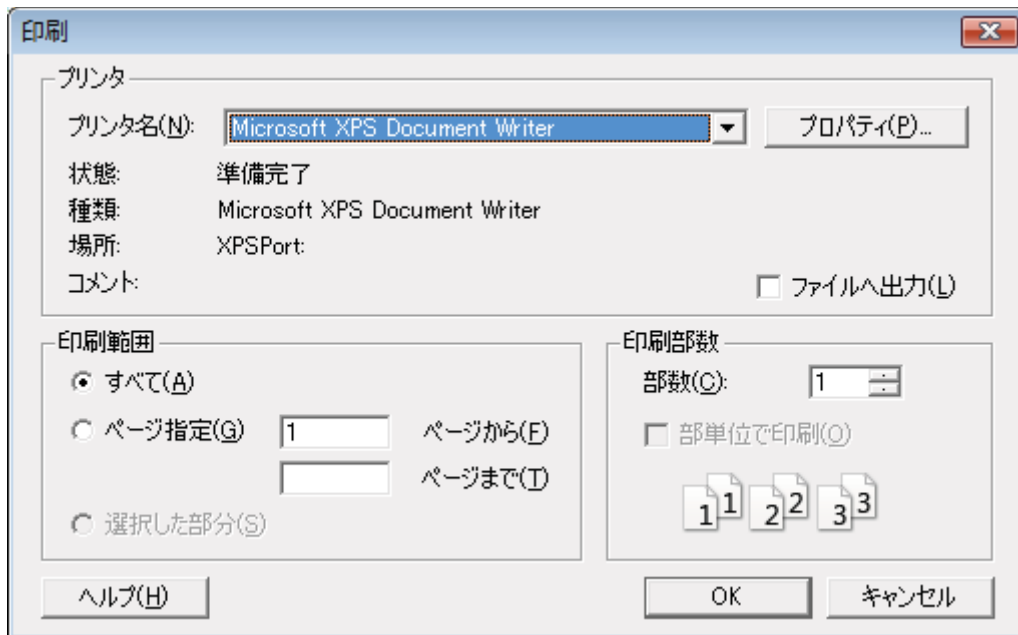 印刷
プリンタ
プリンタ名(N): Microsoft XPS Document Writer プロパティ(P)...
状態: 準備完了
種類: Microsoft XPS Document Writer
場所: XPSPort:
コメント: ファイルへ出力(L)
印刷範囲
すべて(A)
ページ指定(G) 1 ページから(F)
ページまで(T)
選択した部分(S)
印刷部数
部数(C): 1
部単位で印刷(O)
1 1 2 2 3 3
ヘルプ(H) OK キャンセル